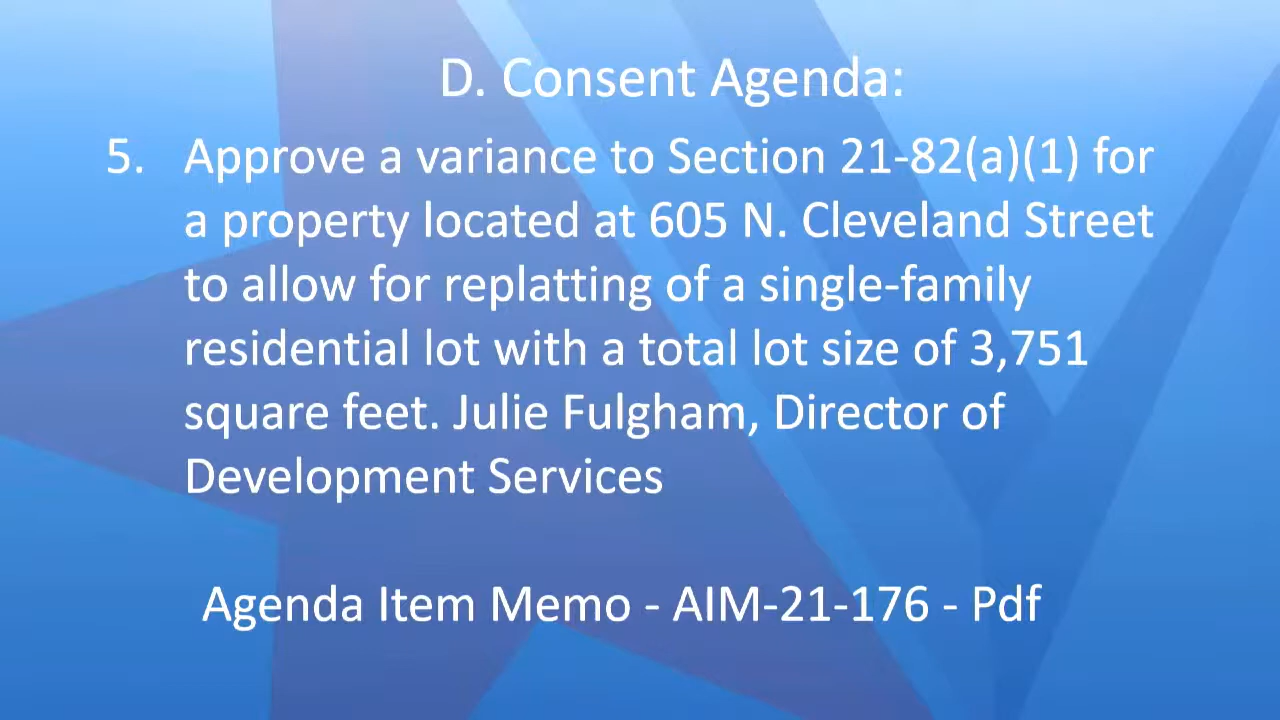 D. Consent Agenda:
5. Approve a variance to Section 21-82(a)(1) for
a property located at 605 N. Cleveland Street
to allow for replatting of a single-family
residential lot with a total lot size of 3,751
square feet. Julie Fulgham, Director of
Development Services
Agenda Item Memo - AIM-21-176 - Pdf